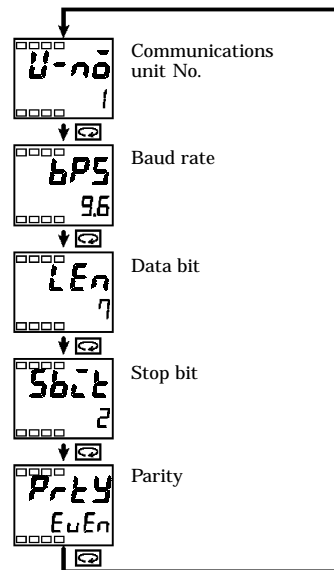 U-no
Communications
unit No.
1
bPS
Baud rate
9.6
LEn
Data bit
7
Sbit
Stop bit
2
PrtY
Parity
EuEn